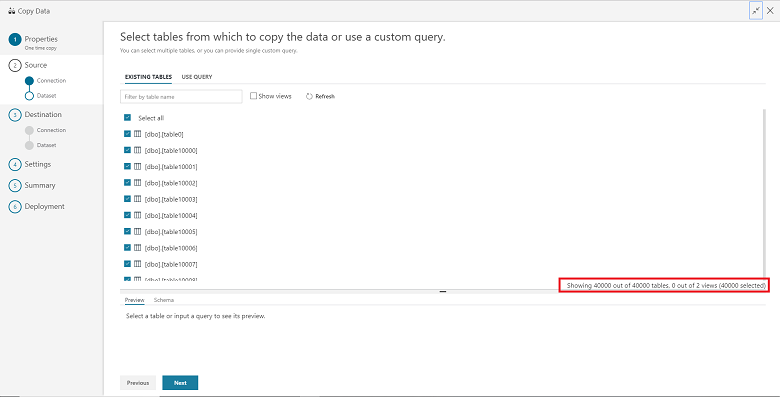 Copy Data
1 Properties
One time copy
2 Source
Connection
Dataset
3 Destination
Connection
Dataset
4 Settings
5 Summary
6 Deployment
Select tables from which to copy the data or use a custom query.
You can select multiple tables, or you can provide single custom query.
EXISTING TABLES USE QUERY
Filter by table name Show views Refresh
Select all
[dbo].[table0]
[dbo].[table10000]
[dbo].[table10001]
[dbo].[table10002]
[dbo].[table10003]
[dbo].[table10004]
[dbo].[table10005]
[dbo].[table10006]
[dbo].[table10007]
Showing 40000 out of 40000 tables, 0 out of 2 views (40000 selected)
Preview Schema
Select a table or input a query to see its preview.
Previous Next